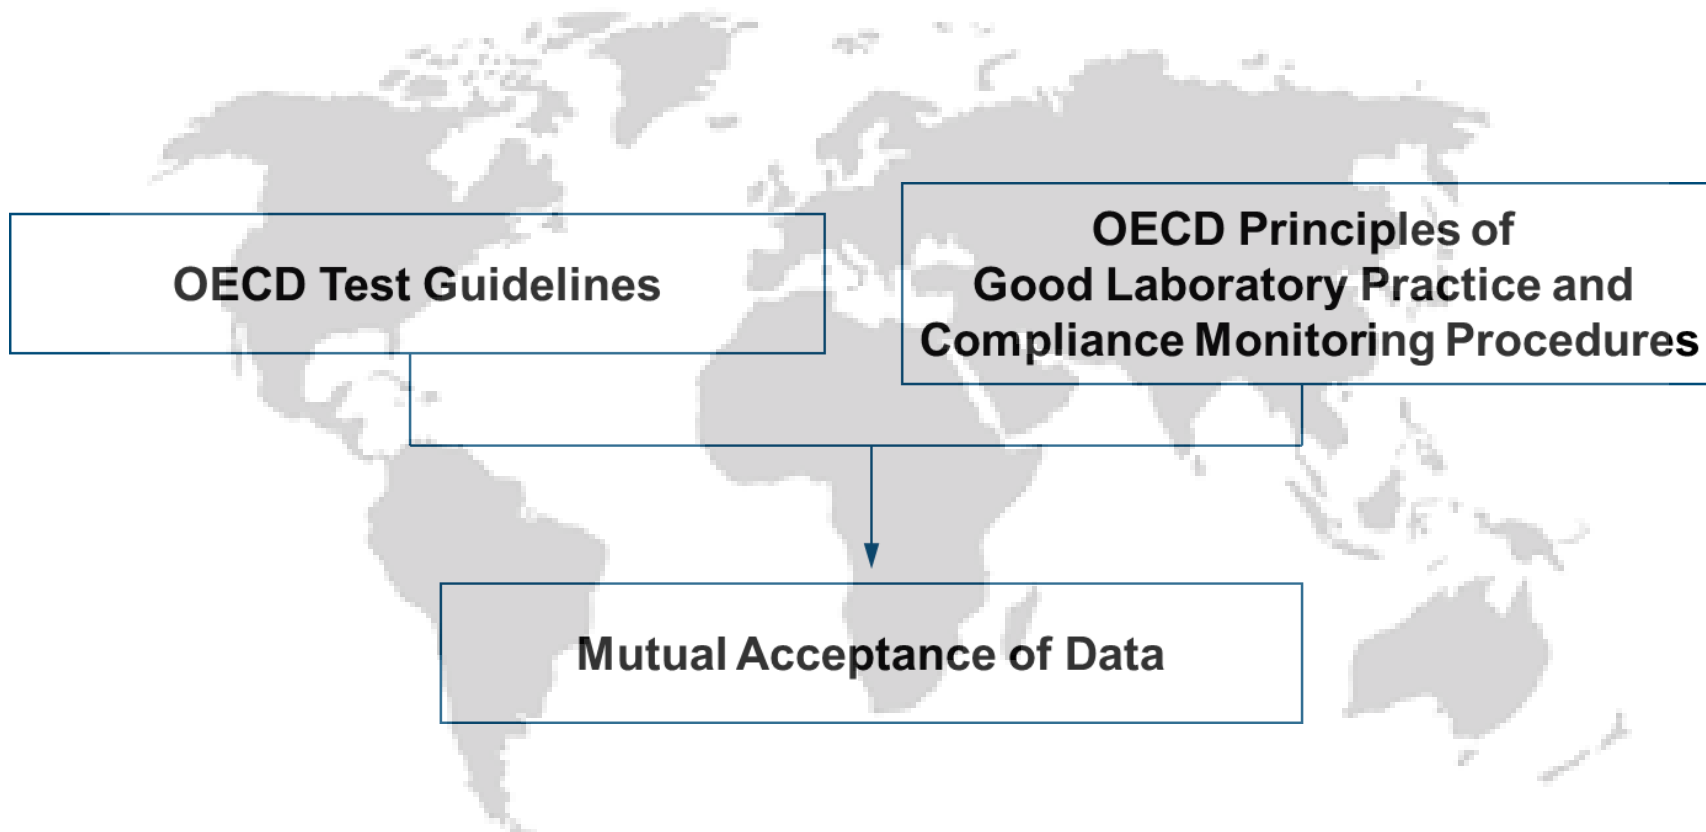 OECD Test Guidelines
OECD Principles of
Good Laboratory Practice and
Compliance Monitoring Procedures
Mutual Acceptance of Data